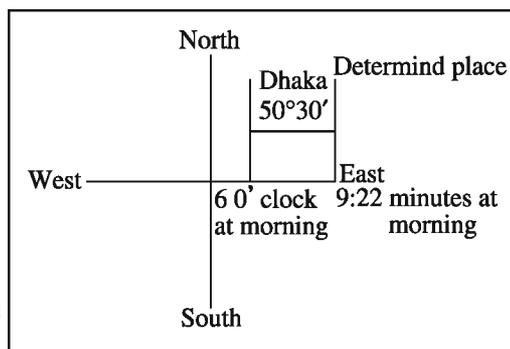 North
Determind place
Dhaka
50°30′
West
East
6 0' clock
at morning
9:22 minutes at
morning
South